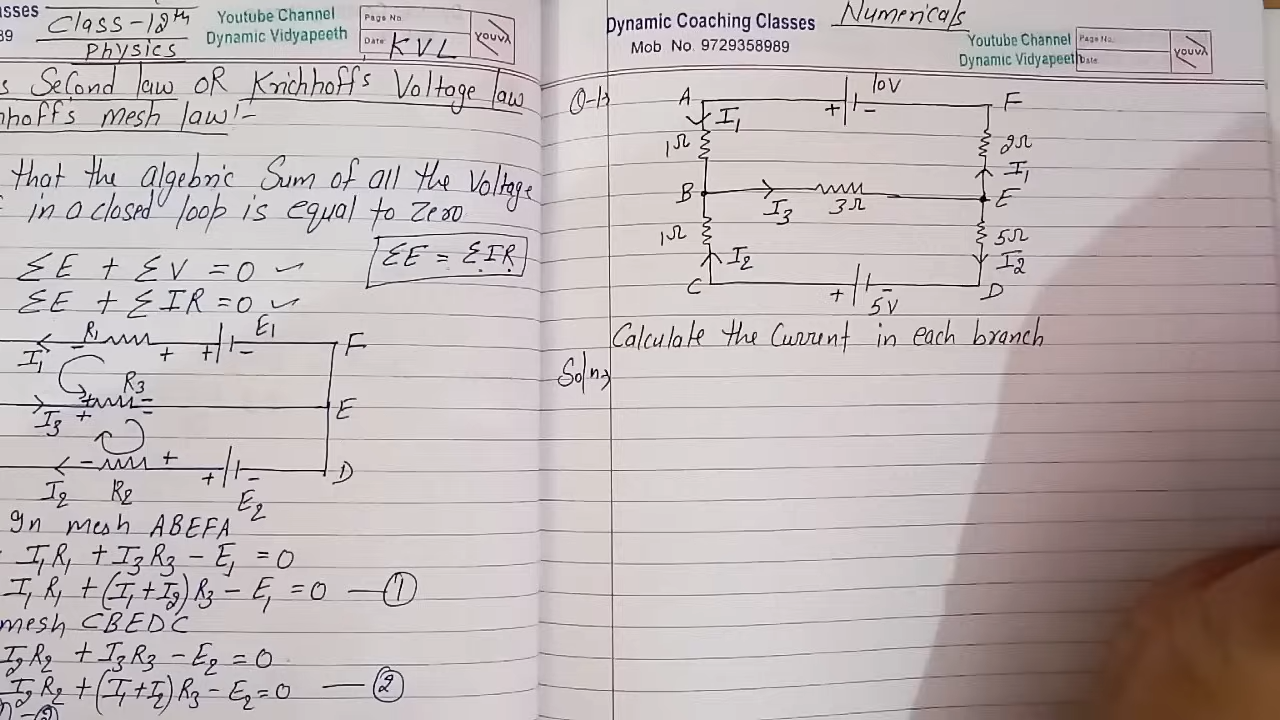 sses
89
Class-12th
Physics
Youtube Channel
Dynamic Vidyapeeth
Page No
Date: KVL
youva
s Second law OR Krichhoff's Voltage law
hhoff's mesh law:-
that the algebric Sum of all the Voltage
in a closed loop is equal to Zero
ΣE + ΣV = 0
ΣE = ΣIR
ΣE + ΣIR = 0
R1 + + - E1 F
I1
R3
+ - E
I3
- + + - D
I2 R2 E2
In mesh ABEFA
I1R1 + I3R3 - E1 = 0
I1R1 + (I1+I2)R3 - E1 = 0 — ①
mesh CBEDC
I2R2 + I3R3 - E2 = 0
I2R2 + (I1+I2)R3 - E2 = 0 — ②
Dynamic Coaching Classes
Mob No. 9729358989
Numericals
Youtube Channel
Dynamic Vidyapeeth
Page No.:
Date:
youva
Q-1>
A + - 10V F
I1
1Ω 2Ω
I1
B I3 3Ω E
1Ω 5Ω
I2 I2
C + - 5V D
Calculate the Current in each branch
Soln>